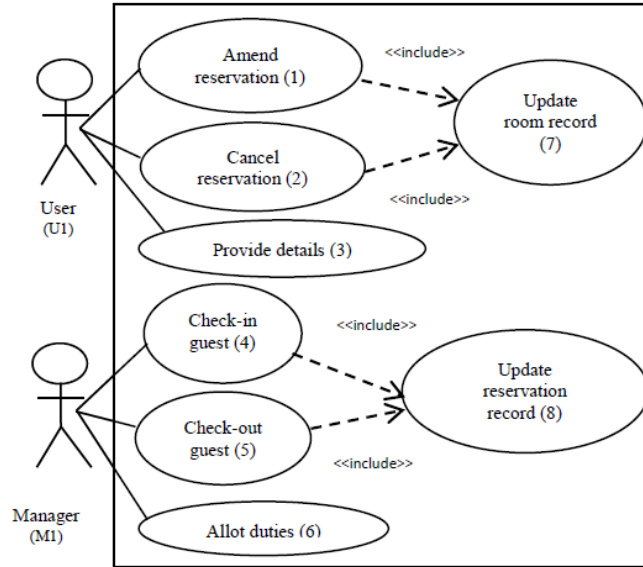 Amend
reservation (1)
<<include>>
Update
room record
(7)
Cancel
reservation (2)
<<include>>
User
(U1)
Provide details (3)
Check-in
guest (4)
<<include>>
Update
reservation
record (8)
Check-out
guest (5)
<<include>>
Manager
(M1)
Allot duties (6)